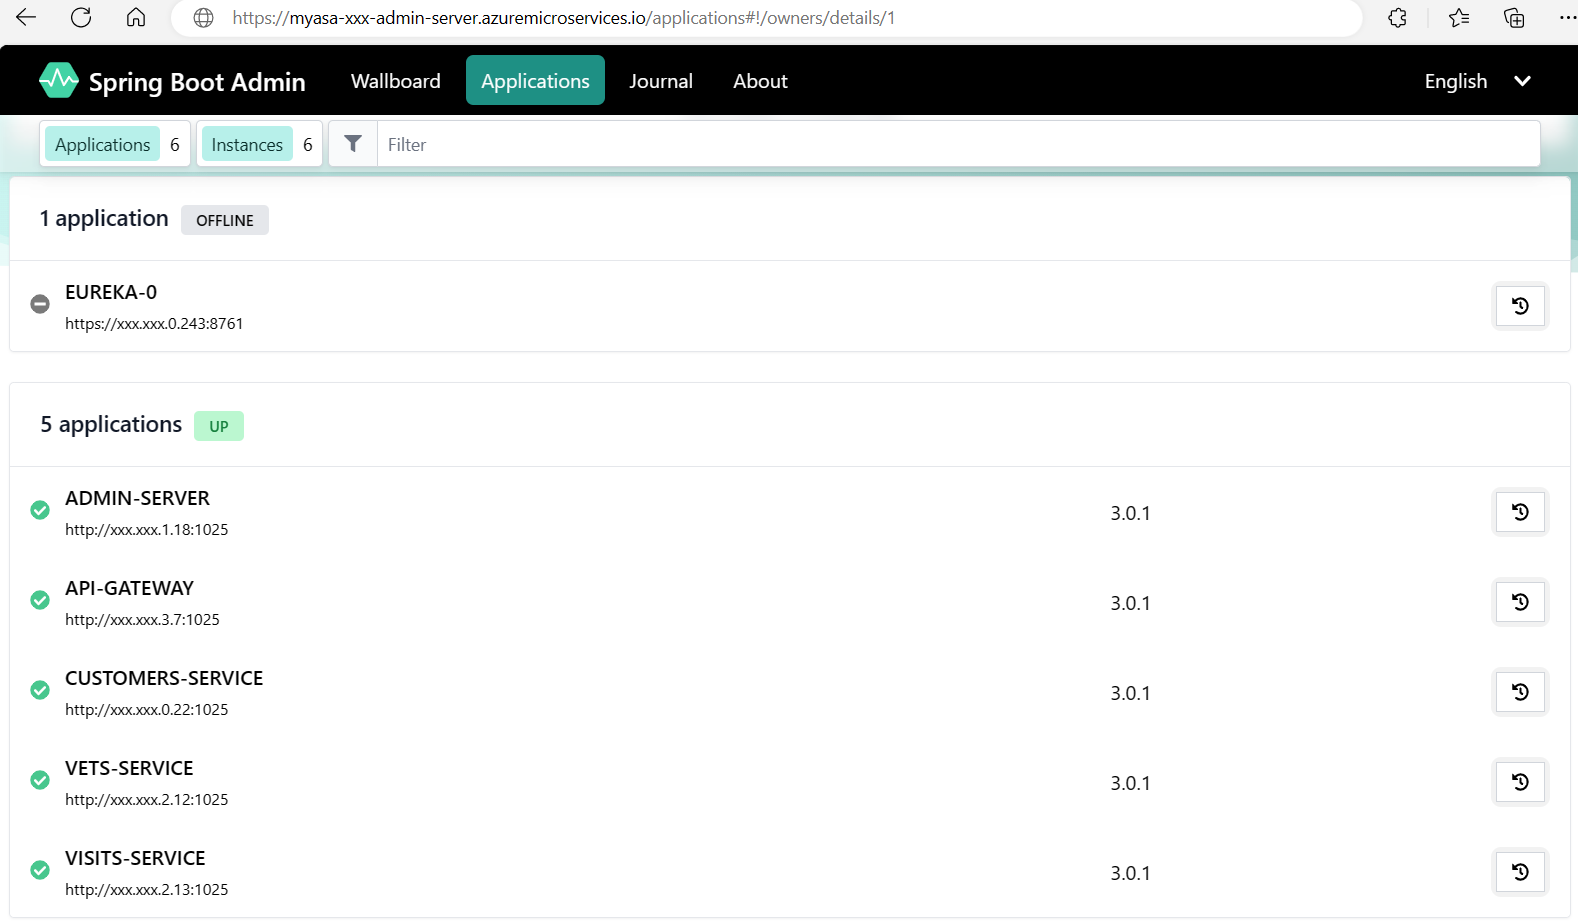 https://myasa-xxx-admin-server.azuremicroservices.io/applications#!/owners/details/1
Spring Boot Admin Wallboard Applications Journal About English
Applications 6 Instances 6 Filter
1 application OFFLINE
EUREKA-0
https://xxx.xxx.0.243:8761
5 applications UP
ADMIN-SERVER
http://xxx.xxx.1.18:1025
3.0.1
API-GATEWAY
http://xxx.xxx.3.7:1025
3.0.1
CUSTOMERS-SERVICE
http://xxx.xxx.0.22:1025
3.0.1
VETS-SERVICE
http://xxx.xxx.2.12:1025
3.0.1
VISITS-SERVICE
http://xxx.xxx.2.13:1025
3.0.1